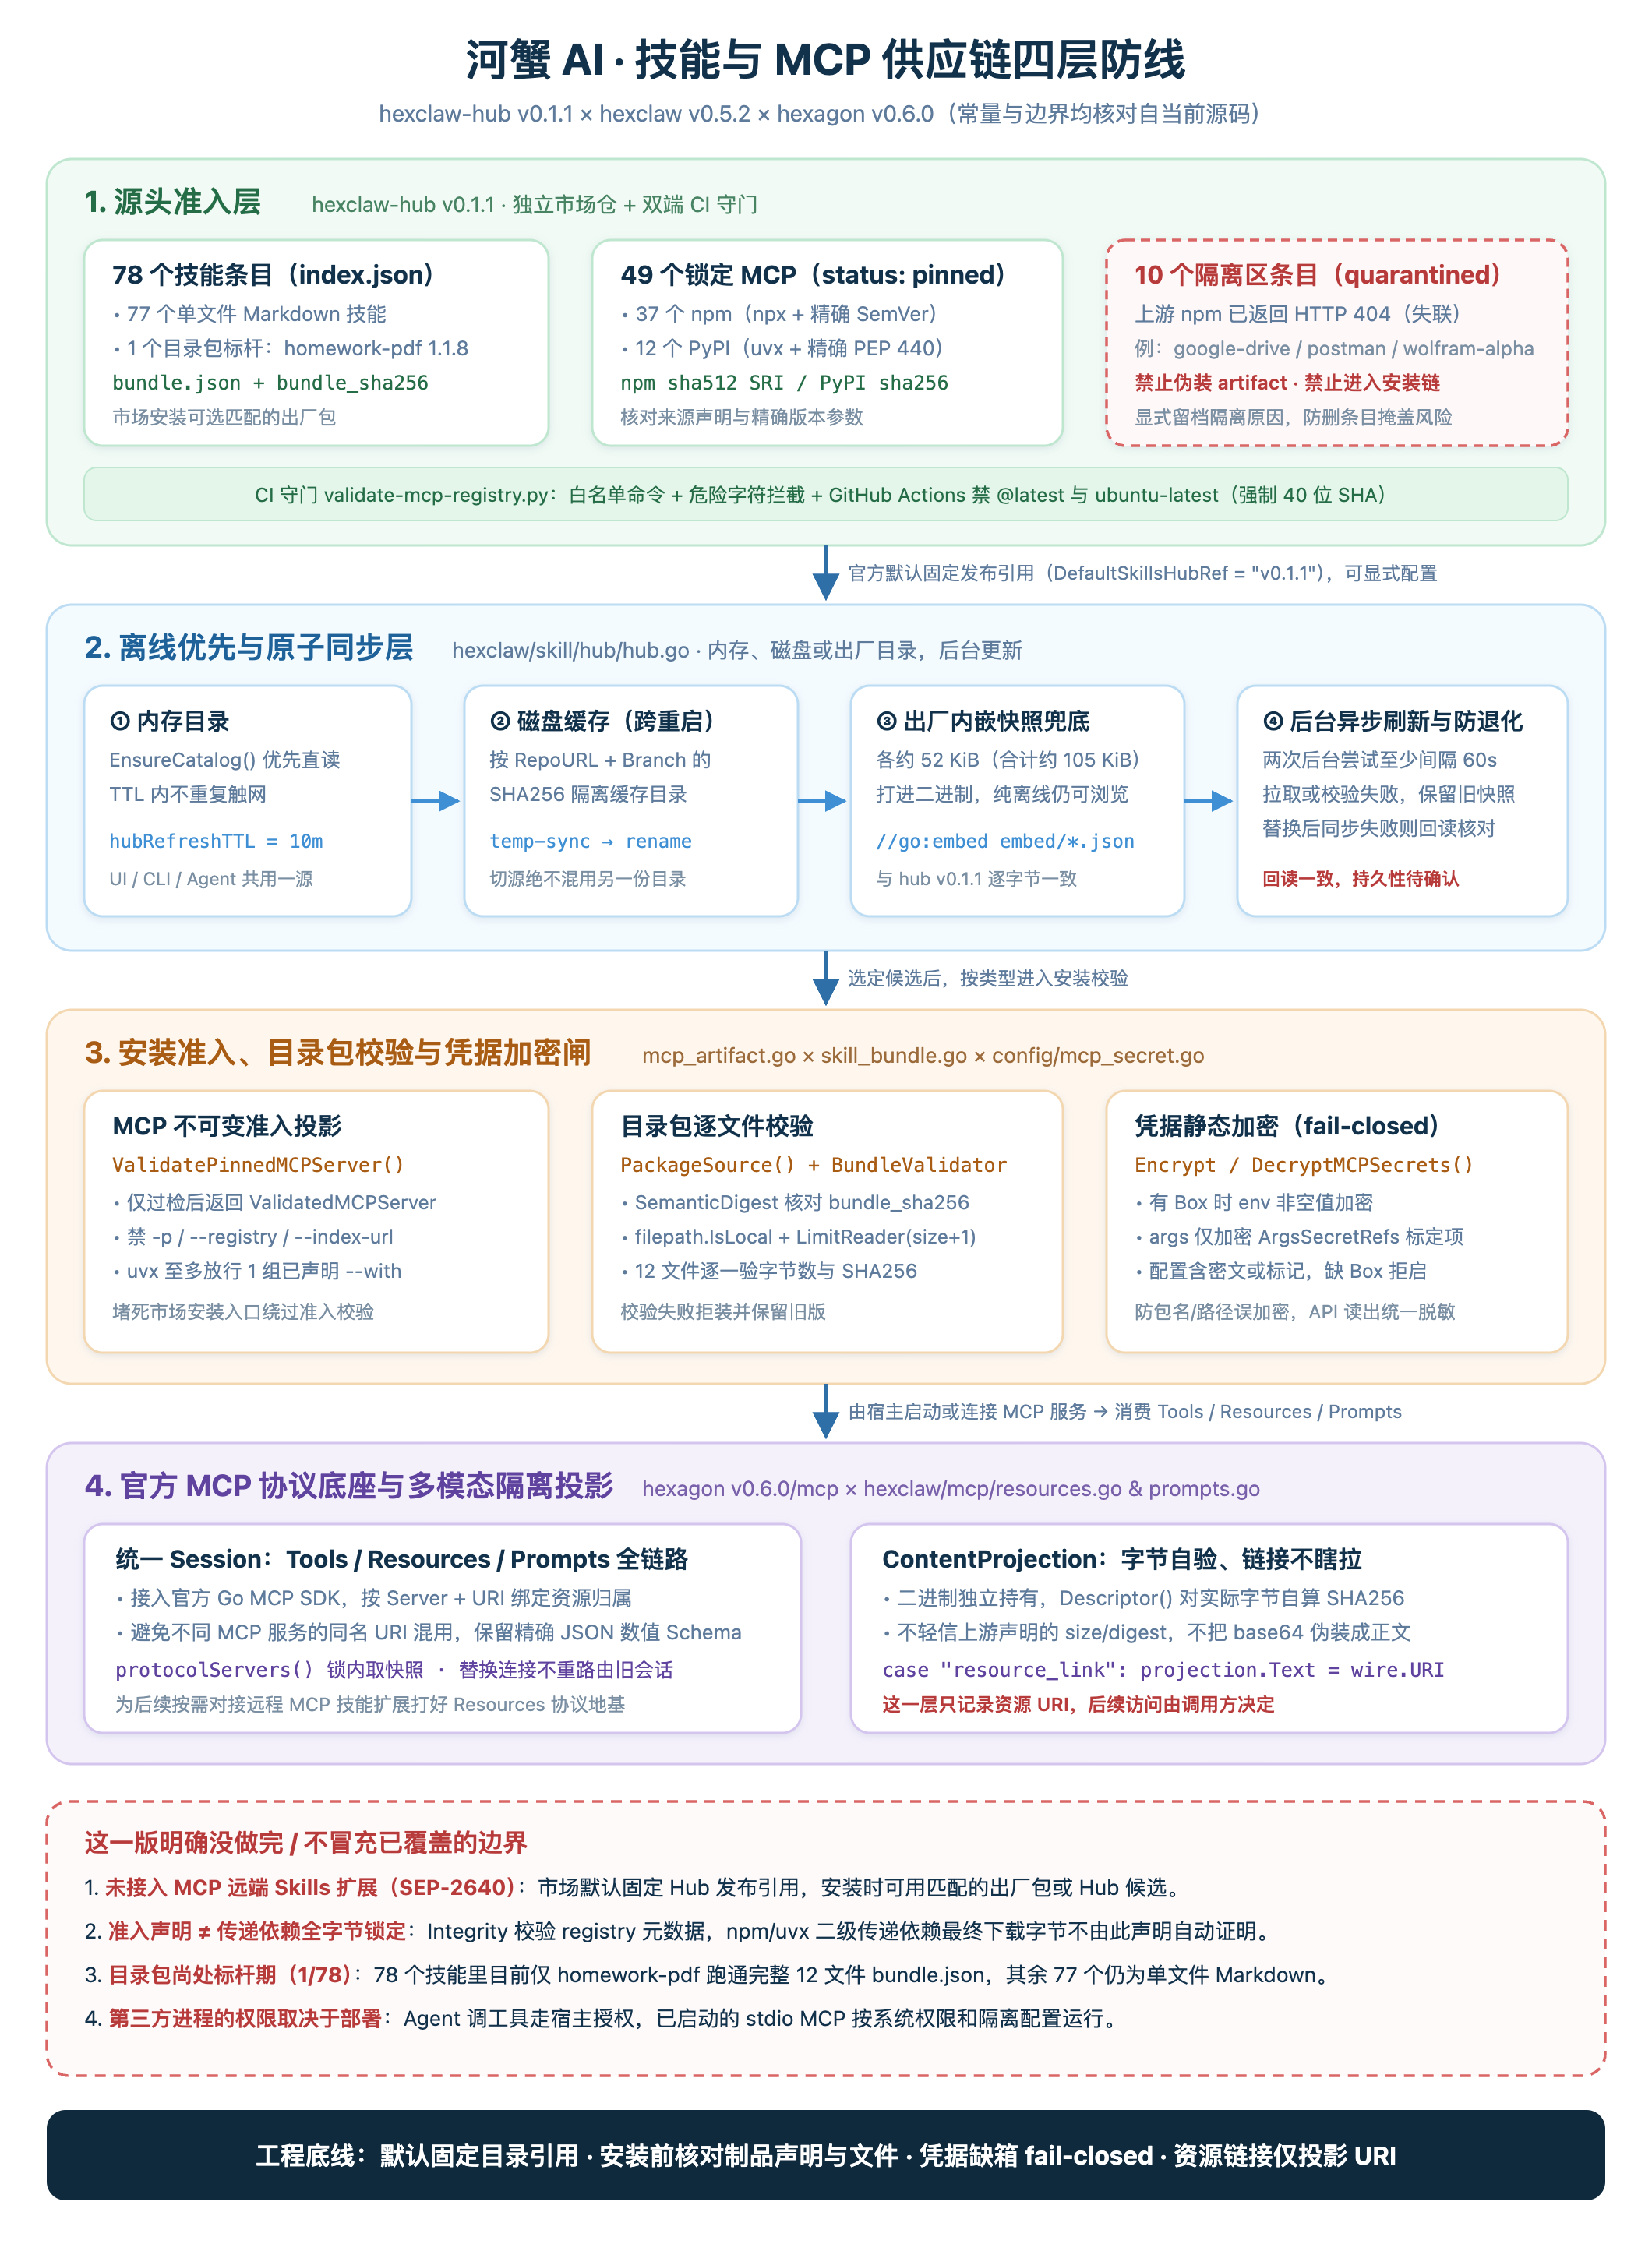 河蟹 AI · 技能与 MCP 供应链四层防线
hexclaw-hub v0.1.1 × hexclaw v0.5.2 × hexagon v0.6.0（常量与边界均核对自当前源码）
1. 源头准入层
hexclaw-hub v0.1.1 · 独立市场仓 + 双端 CI 守门
78 个技能条目（index.json）
• 77 个单文件 Markdown 技能
• 1 个目录包标杆：homework-pdf 1.1.8
bundle.json + bundle_sha256
市场安装可选匹配的出厂包
49 个锁定 MCP（status: pinned）
• 37 个 npm（npx + 精确 SemVer）
• 12 个 PyPI（uvx + 精确 PEP 440）
npm sha512 SRI / PyPI sha256
核对来源声明与精确版本参数
10 个隔离区条目（quarantined）
上游 npm 已返回 HTTP 404（失联）
例：google-drive / postman / wolfram-alpha
禁止伪装 artifact · 禁止进入安装链
显式留档隔离原因，防删条目掩盖风险
CI 守门 validate-mcp-registry.py：白名单命令 + 危险字符拦截 + GitHub Actions 禁 @latest 与 ubuntu-latest（强制 40 位 SHA）
官方默认固定发布引用（DefaultSkillsHubRef = "v0.1.1"），可显式配置
2. 离线优先与原子同步层
hexclaw/skill/hub/hub.go · 内存、磁盘或出厂目录，后台更新
① 内存目录
EnsureCatalog() 优先直读
TTL 内不重复触网
hubRefreshTTL = 10m
UI / CLI / Agent 共用一源
② 磁盘缓存（跨重启）
按 RepoURL + Branch 的
SHA256 隔离缓存目录
temp-sync → rename
切源绝不混用另一份目录
③ 出厂内嵌快照兜底
各约 52 KiB（合计约 105 KiB）
打进二进制，纯离线仍可浏览
//go:embed embed/*.json
与 hub v0.1.1 逐字节一致
④ 后台异步刷新与防退化
两次后台尝试至少间隔 60s
拉取或校验失败，保留旧快照
替换后同步失败则回读核对
回读一致，持久性待确认
选定候选后，按类型进入安装校验
3. 安装准入、目录包校验与凭据加密闸
mcp_artifact.go × skill_bundle.go × config/mcp_secret.go
MCP 不可变准入投影
ValidatePinnedMCPServer()
• 仅过检后返回 ValidatedMCPServer
• 禁 -p / --registry / --index-url
• uvx 至多放行 1 组已声明 --with
堵死市场安装入口绕过准入校验
目录包逐文件校验
PackageSource() + BundleValidator
• SemanticDigest 核对 bundle_sha256
• filepath.IsLocal + LimitReader(size+1)
• 12 文件逐一验字节数与 SHA256
校验失败拒装并保留旧版
凭据静态加密（fail-closed）
Encrypt / DecryptMCPSecrets()
• 有 Box 时 env 非空值加密
• args 仅加密 ArgsSecretRefs 标定项
• 配置含密文或标记，缺 Box 拒启
防包名/路径误加密，API 读出统一脱敏
由宿主启动或连接 MCP 服务 → 消费 Tools / Resources / Prompts
4. 官方 MCP 协议底座与多模态隔离投影
hexagon v0.6.0/mcp × hexclaw/mcp/resources.go & prompts.go
统一 Session：Tools / Resources / Prompts 全链路
• 接入官方 Go MCP SDK，按 Server + URI 绑定资源归属
• 避免不同 MCP 服务的同名 URI 混用，保留精确 JSON 数值 Schema
protocolServers() 锁内取快照 · 替换连接不重路由旧会话
为后续按需对接远程 MCP 技能扩展打好 Resources 协议地基
ContentProjection：字节自验、链接不瞎拉
• 二进制独立持有，Descriptor() 对实际字节自算 SHA256
• 不轻信上游声明的 size/digest，不把 base64 伪装成正文
case "resource_link": projection.Text = wire.URI
这一层只记录资源 URI，后续访问由调用方决定
这一版明确没做完 / 不冒充已覆盖的边界
1. 未接入 MCP 远端 Skills 扩展（SEP-2640）：市场默认固定 Hub 发布引用，安装时可用匹配的出厂包或 Hub 候选。
2. 准入声明 ≠ 传递依赖全字节锁定：Integrity 校验 registry 元数据，npm/uvx 二级传递依赖最终下载字节不由此声明自动证明。
3. 目录包尚处标杆期（1/78）：78 个技能里目前仅 homework-pdf 跑通完整 12 文件 bundle.json，其余 77 个仍为单文件 Markdown。
4. 第三方进程的权限取决于部署：Agent 调工具走宿主授权，已启动的 stdio MCP 按系统权限和隔离配置运行。
工程底线：默认固定目录引用 · 安装前核对制品声明与文件 · 凭据缺箱 fail-closed · 资源链接仅投影 URI